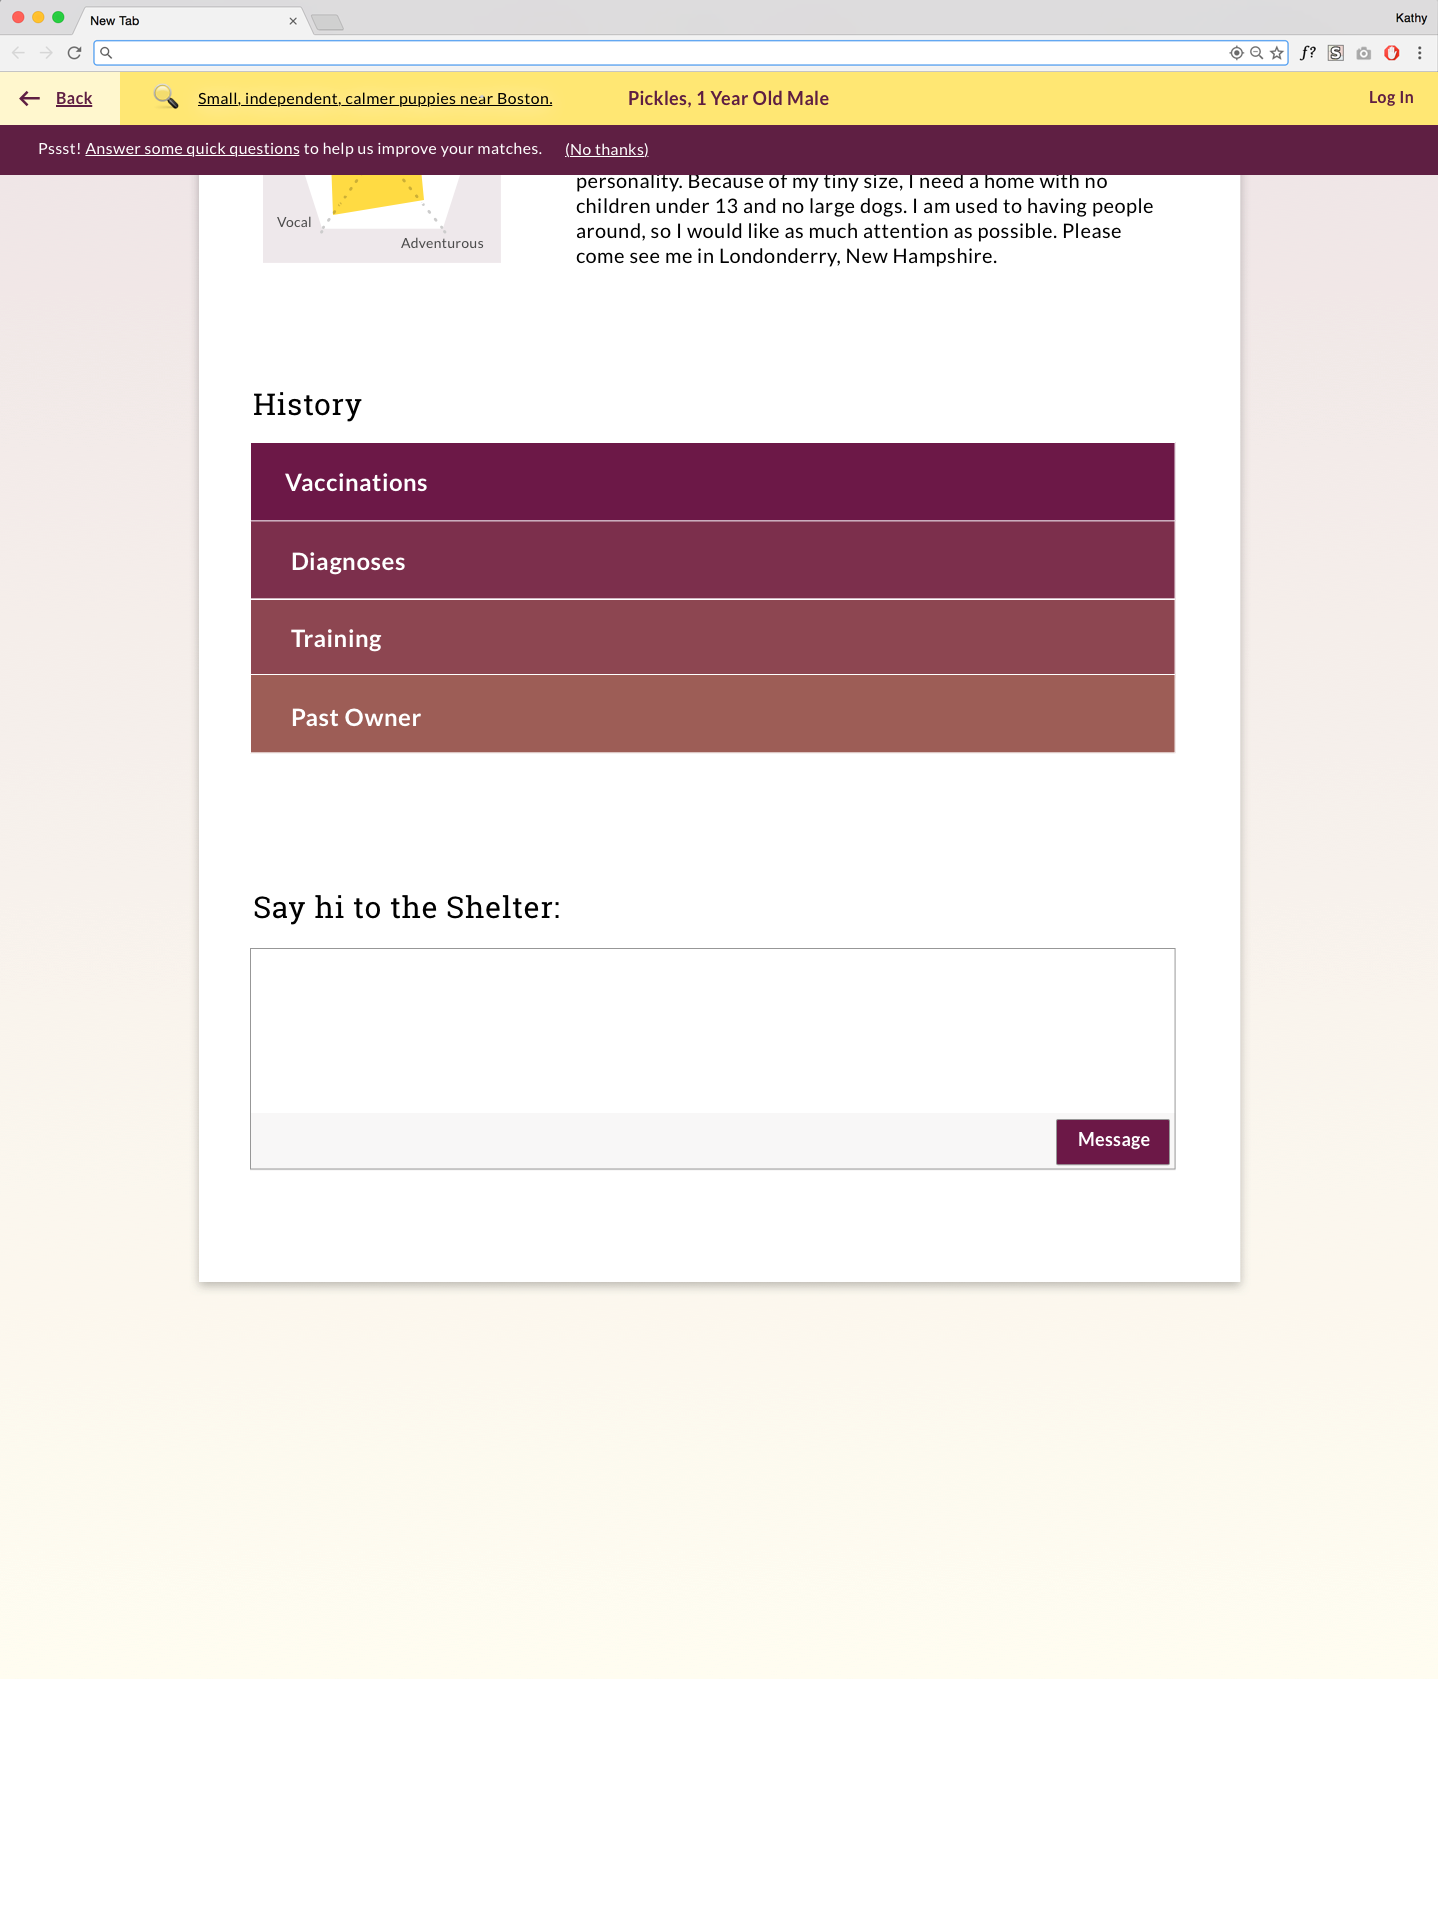 New Tab
Kathy
f?
S
Back
Small, independent, calmer puppies near Boston.
Pickles, 1 Year Old Male
Log In
Pssst! Answer some quick questions to help us improve your matches. (No thanks)
Vocal
Adventurous
personality. Because of my tiny size, I need a home with no
children under 13 and no large dogs. I am used to having people
around, so I would like as much attention as possible. Please
come see me in Londonderry, New Hampshire.
History
Vaccinations
Diagnoses
Training
Past Owner
Say hi to the Shelter:
Message